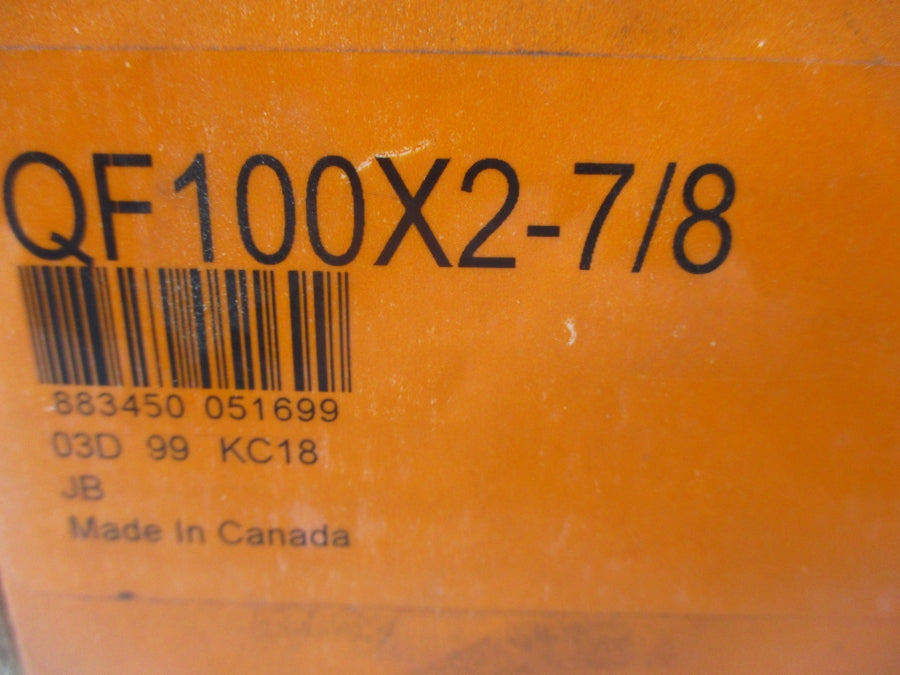 QF100X2-7/8
883450 051699
03D 99 KC18
JB
Made In Canada